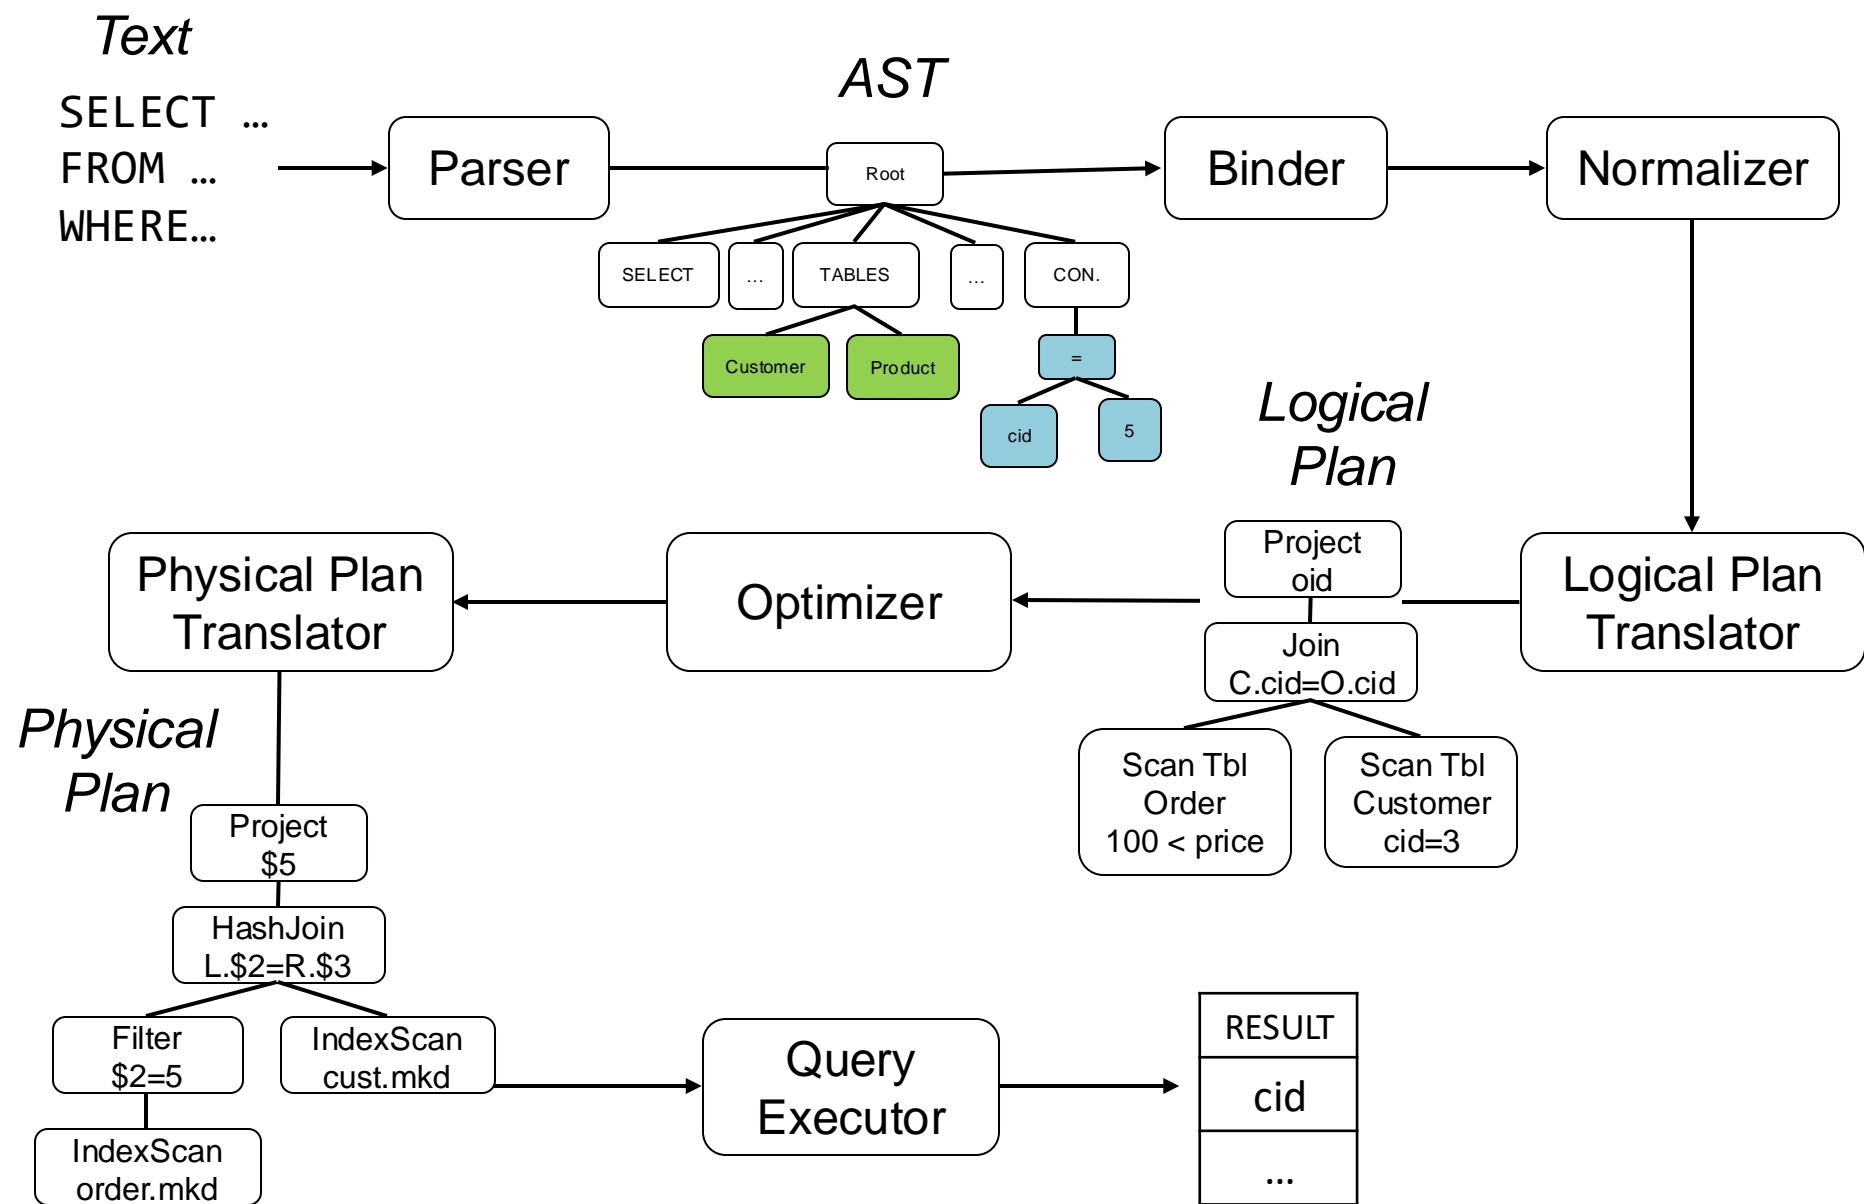 Text
SELECT …
FROM …
WHERE…
AST
Parser
Root
Binder
Normalizer
SELECT
...
TABLES
...
CON.
Customer
Product
=
cid
5
Logical
Plan
Physical Plan
Translator
Optimizer
Project
oid
Join
C.cid=O.cid
Scan Tbl
Order
100 < price
Scan Tbl
Customer
cid=3
Logical Plan
Translator
Physical
Plan
Project
$5
HashJoin
L.$2=R.$3
Filter
$2=5
IndexScan
cust.mkd
IndexScan
order.mkd
Query
Executor
RESULT
cid
...